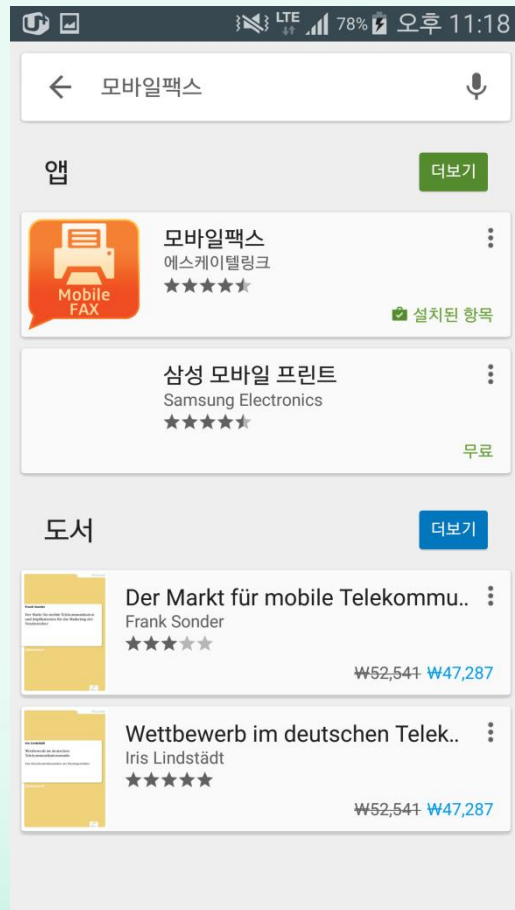 LTE 78% 오후 11:18
모바일팩스
앱
더보기
Mobile
FAX
모바일팩스
에스케이텔링크
설치된 항목
삼성 모바일 프린트
Samsung Electronics
무료
도서
더보기
Der Markt für mobile Telekommu..
Frank Sonder
₩52,541 ₩47,287
Wettbewerb im deutschen Telek..
Iris Lindstädt
₩52,541 ₩47,287